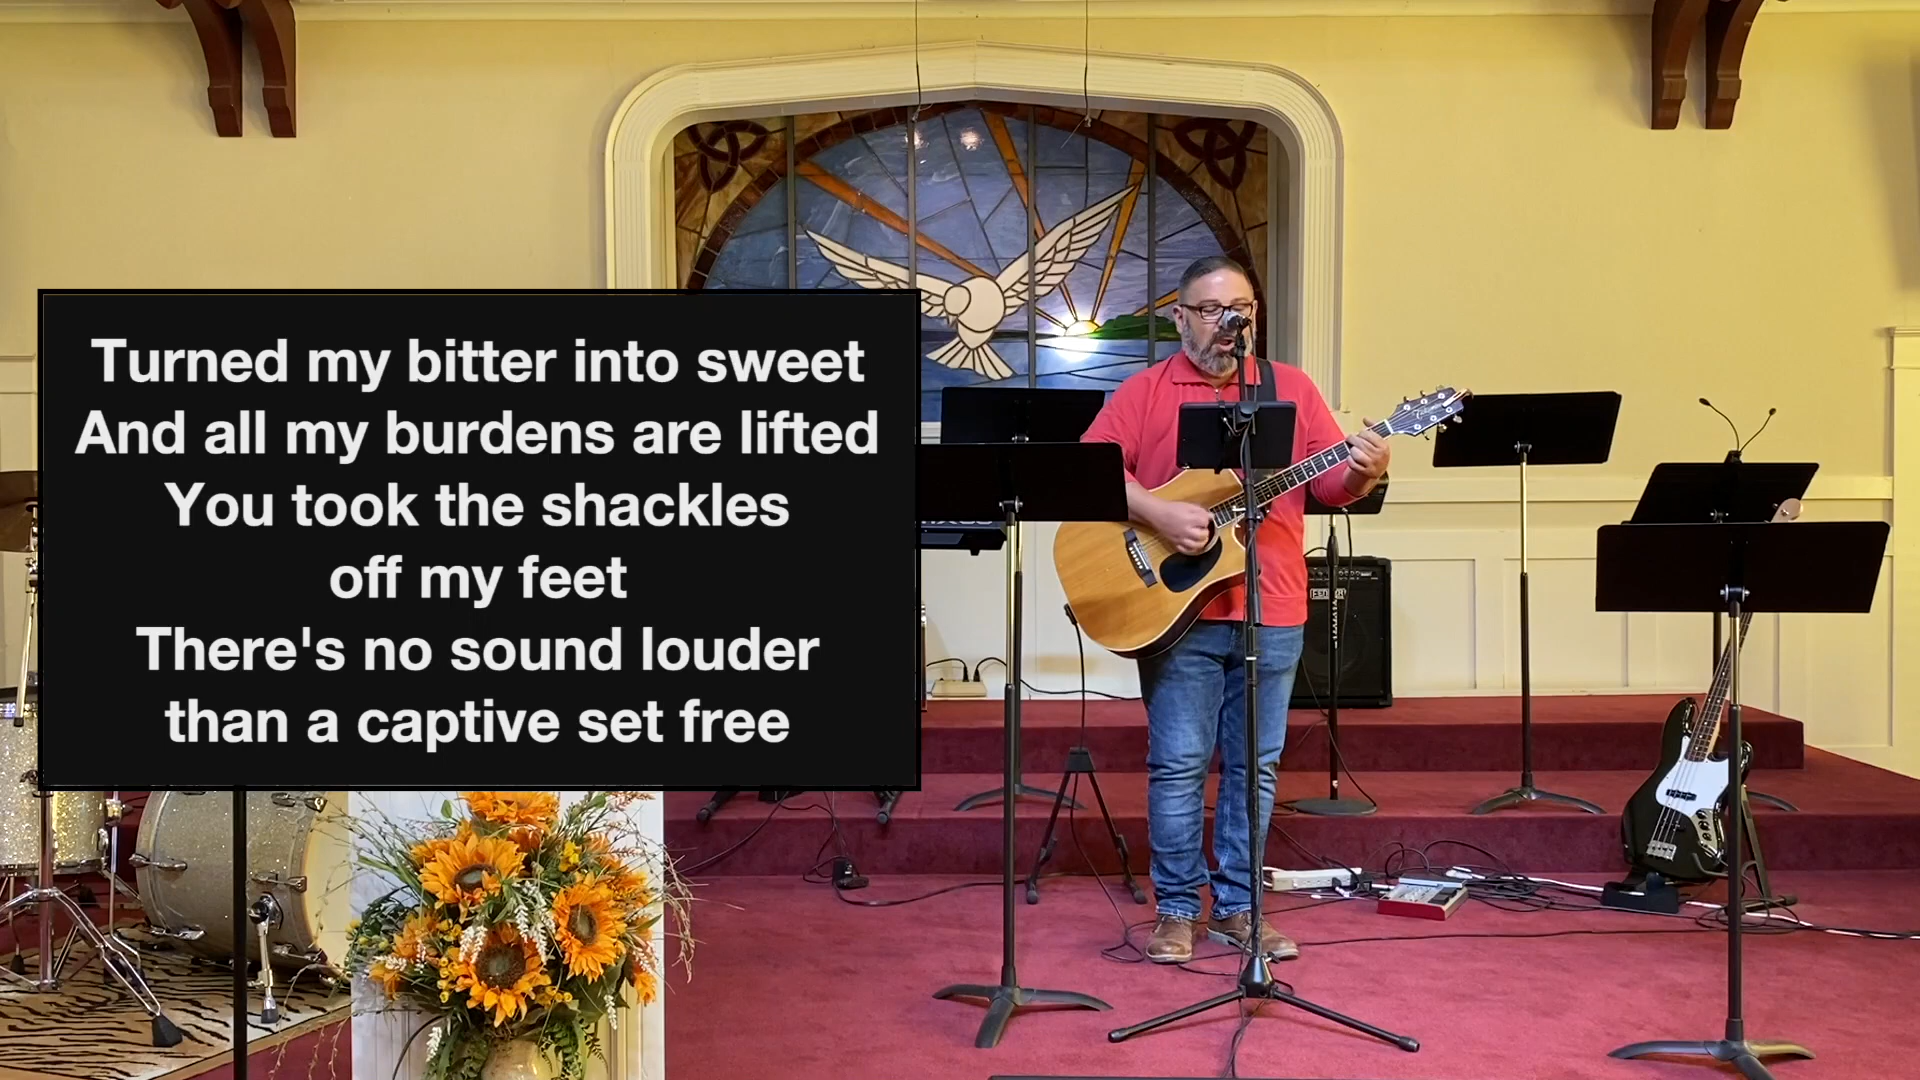 Turned my bitter into sweet
And all my burdens are lifted
You took the shackles
off my feet
There's no sound louder
than a captive set free